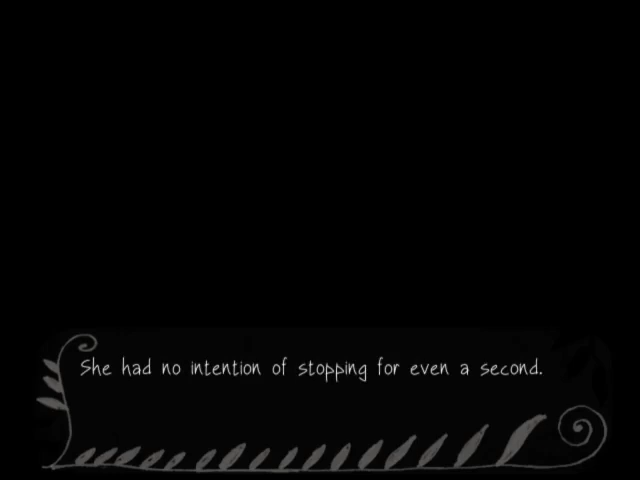 She had no intention of stopping for even a second.